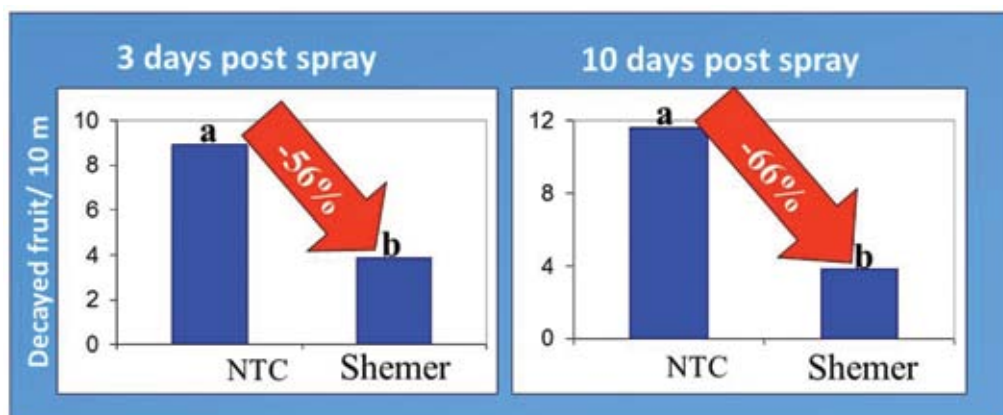 3 days post spray
10 days post spray
Decayed fruit/ 10 m
10
8
6
4
2
0
a
-56%
b
NTC Shemer
12
8
4
0
a
-66%
b
NTC Shemer